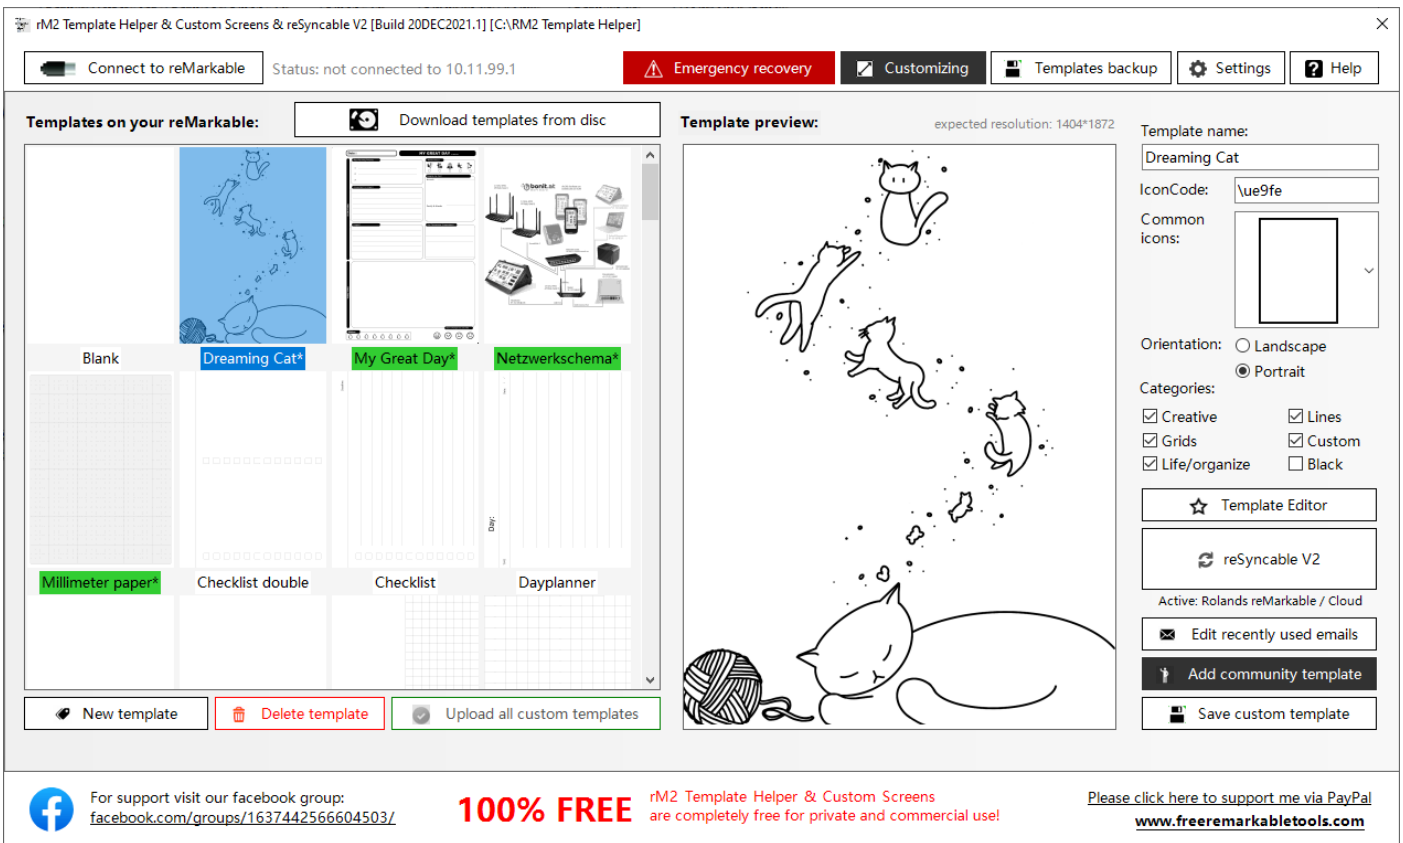 rM2 Template Helper & Custom Screens & reSyncable V2 [Build 20DEC2021.1] [C:\RM2 Template Helper]
Connect to reMarkable
Status: not connected to 10.11.99.1
Emergency recovery
Customizing
Templates backup
Settings
Help
Templates on your reMarkable:
Download templates from disc
Template preview:
expected resolution: 1404*1872
MY GREAT DAY
bonit.at
Blank
Dreaming Cat*
My Great Day*
Netzwerkschema*
Day:
Millimeter paper*
Checklist double
Checklist
Dayplanner
New template
Delete template
Upload all custom templates
Template name:
Dreaming Cat
IconCode:
\ue9fe
Common
icons:
Orientation:
Landscape
Portrait
Categories:
Creative
Lines
Grids
Custom
Life/organize
Black
Template Editor
reSyncable V2
Active: Rolands reMarkable / Cloud
Edit recently used emails
Add community template
Save custom template
For support visit our facebook group:
facebook.com/groups/1637442566604503/
100% FREE
rM2 Template Helper & Custom Screens
are completely free for private and commercial use!
Please click here to support me via PayPal
www.freeremarkabletools.com